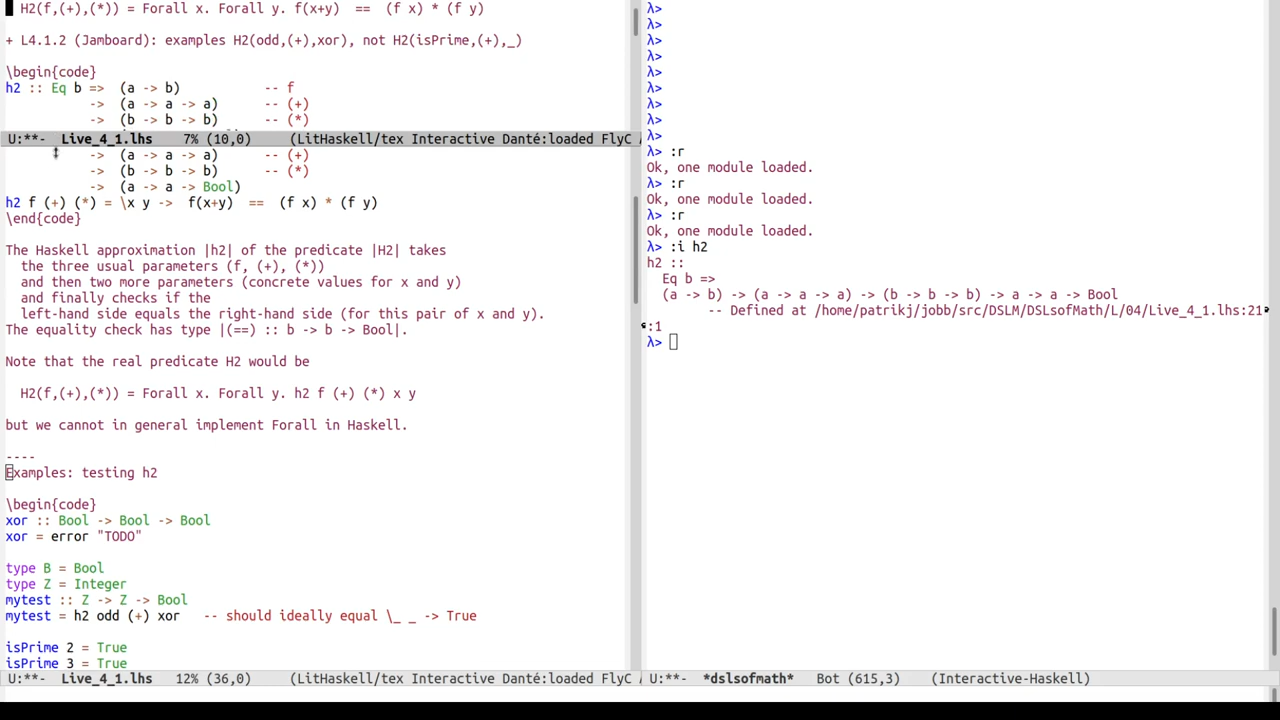 H2(f,(+),(*)) = Forall x. Forall y. f(x+y)  ==  (f x) * (f y)
+ L4.1.2 (Jamboard): examples H2(odd,(+),xor), not H2(isPrime,(+),_)
\begin{code}
h2 :: Eq b =>  (a -> b)           -- f
           ->  (a -> a -> a)      -- (+)
           ->  (b -> b -> b)      -- (*)
U:**-  Live_4_1.lhs    7% (10,0)     (LitHaskell/tex Interactive Danté:loaded FlyC
           ->  (a -> a -> a)      -- (+)
           ->  (b -> b -> b)      -- (*)
           ->  (a -> a -> Bool)
h2 f (+) (*) = \x y ->  f(x+y)  ==  (f x) * (f y)
\end{code}
The Haskell approximation |h2| of the predicate |H2| takes
  the three usual parameters (f, (+), (*))
  and then two more parameters (concrete values for x and y)
  and finally checks if the
  left-hand side equals the right-hand side (for this pair of x and y).
The equality check has type |(==) :: b -> b -> Bool|.
Note that the real predicate H2 would be
  H2(f,(+),(*)) = Forall x. Forall y. h2 f (+) (*) x y
but we cannot in general implement Forall in Haskell.
----
Examples: testing h2
\begin{code}
xor :: Bool -> Bool -> Bool
xor = error "TODO"
type B = Bool
type Z = Integer
mytest :: Z -> Z -> Bool
mytest = h2 odd (+) xor   -- should ideally equal \_ _ -> True
isPrime 2 = True
isPrime 3 = True
U:**-  Live_4_1.lhs   12% (36,0)     (LitHaskell/tex Interactive Danté:loaded FlyC
λ>
λ>
λ>
λ>
λ>
λ>
λ>
λ>
λ>
λ> :r
Ok, one module loaded.
λ> :r
Ok, one module loaded.
λ> :r
Ok, one module loaded.
λ> :i h2
h2 ::
  Eq b =>
  (a -> b) -> (a -> a -> a) -> (b -> b -> b) -> a -> a -> Bool
        -- Defined at /home/patrikj/jobb/src/DSLM/DSLsofMath/L/04/Live_4_1.lhs:21
:1
λ>
U:**-  *dslsofmath*   Bot (615,3)    (Interactive-Haskell)